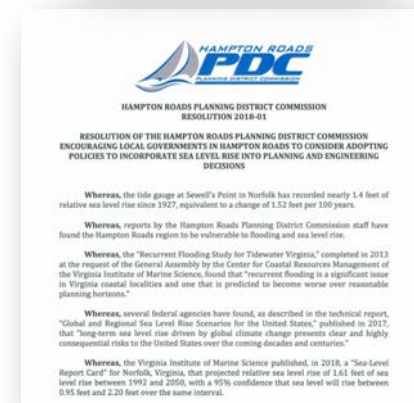 HAMPTON ROADS
PDC
PLANNING DISTRICT COMMISSION
HAMPTON ROADS PLANNING DISTRICT COMMISSION
RESOLUTION 2018-01
RESOLUTION OF THE HAMPTON ROADS PLANNING DISTRICT COMMISSION
ENCOURAGING LOCAL GOVERNMENTS IN HAMPTON ROADS TO CONSIDER ADOPTING
POLICIES TO INCORPORATE SEA LEVEL RISE INTO PLANNING AND ENGINEERING
DECISIONS
Whereas, the tide gauge at Sewell's Point in Norfolk has recorded nearly 1.4 feet of
relative sea level rise since 1927, equivalent to a change of 1.52 feet per 100 years.
Whereas, reports by the Hampton Roads Planning District Commission staff have
found the Hampton Roads region to be vulnerable to flooding and sea level rise.
Whereas, the "Recurrent Flooding Study for Tidewater Virginia," completed in 2013
at the request of the General Assembly by the Center for Coastal Resources Management of
the Virginia Institute of Marine Science, found that "recurrent flooding is a significant issue
in Virginia coastal localities and one that is predicted to become worse over reasonable
planning horizons."
Whereas, several federal agencies have found, as described in the technical report,
"Global and Regional Sea Level Rise Scenarios for the United States," published in 2017,
that "long-term sea level rise driven by global climate change presents clear and highly
consequential risks to the United States over the coming decades and centuries."
Whereas, the Virginia Institute of Marine Science published, in 2018, a "Sea-Level
Report Card" for Norfolk, Virginia, that projected relative sea level rise of 1.61 feet of sea
level rise between 1992 and 2050, with a 95% confidence that sea level will rise between
0.95 feet and 2.20 feet over the same interval.